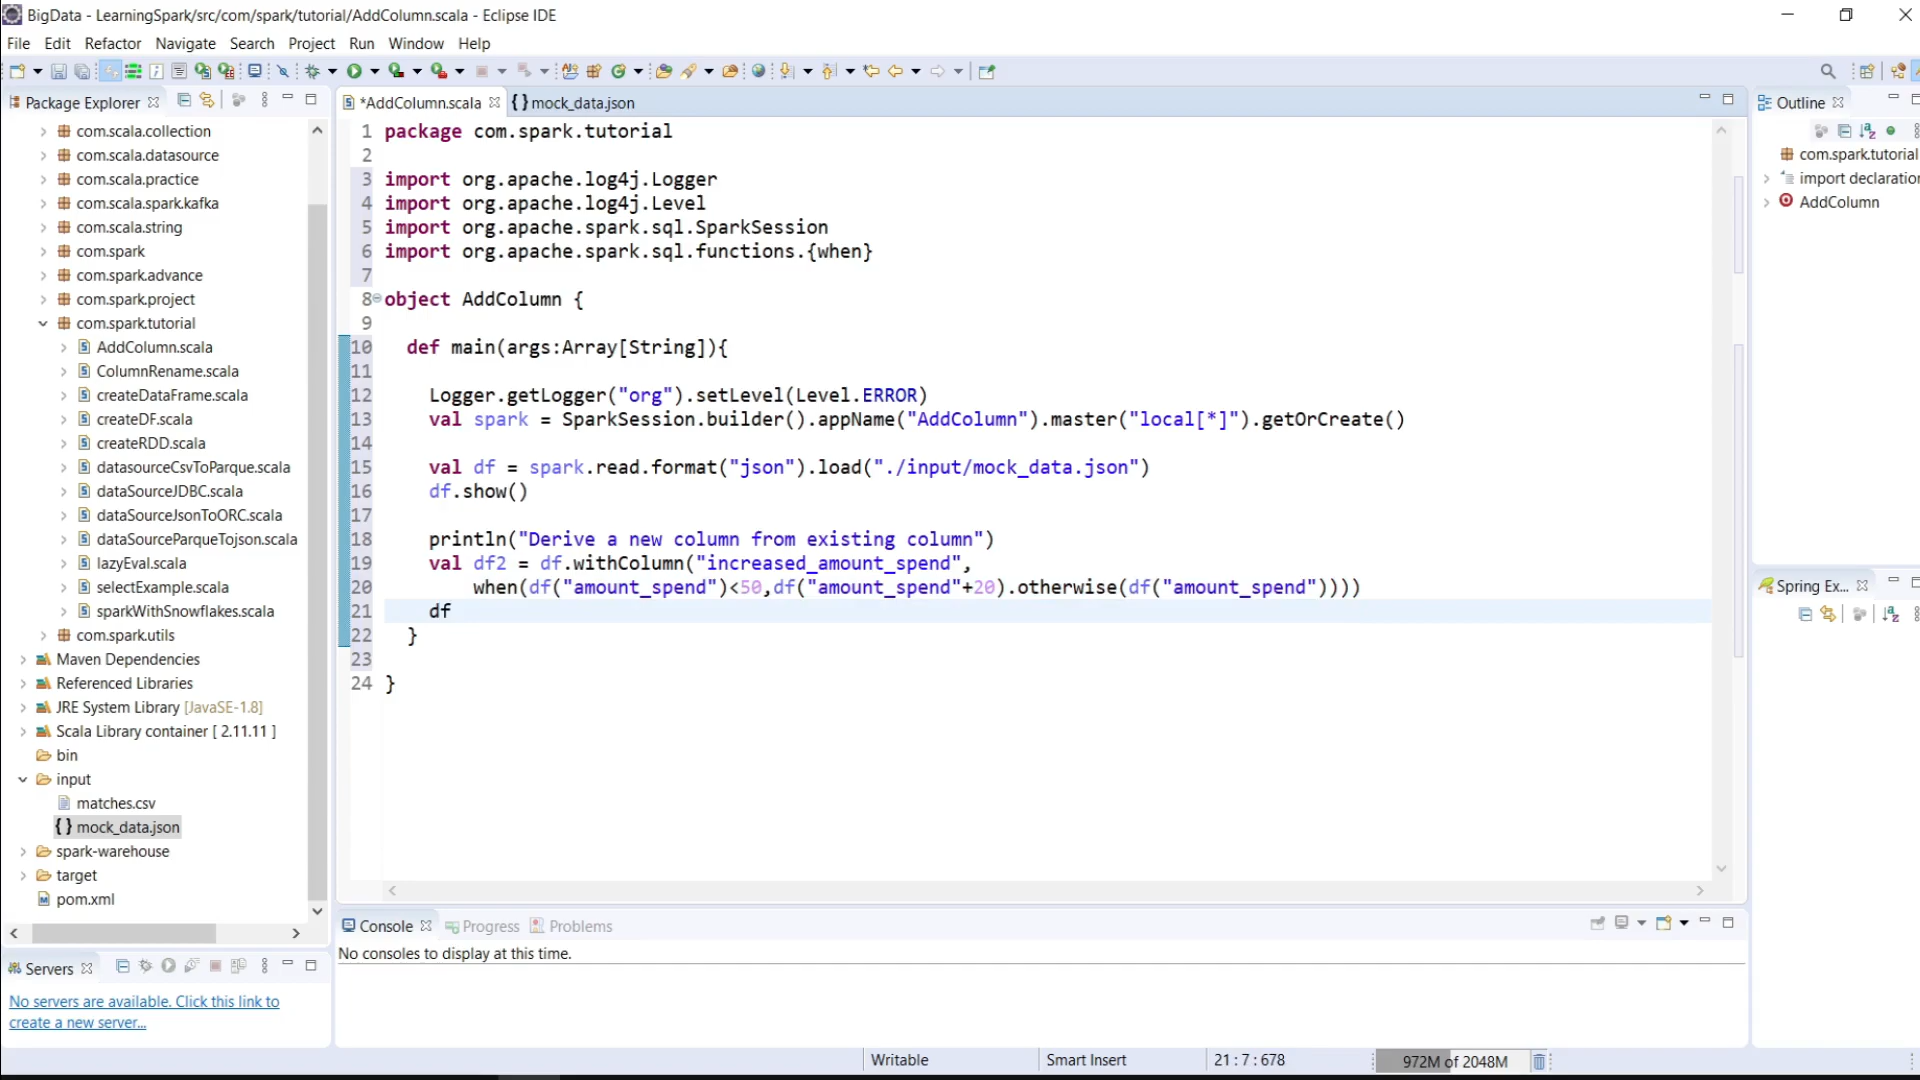 BigData - LearningSpark/src/com/spark/tutorial/AddColumn.scala - Eclipse IDE
File Edit Refactor Navigate Search Project Run Window Help
Package Explorer
com.scala.collection
com.scala.datasource
com.scala.practice
com.scala.spark.kafka
com.scala.string
com.spark
com.spark.advance
com.spark.project
com.spark.tutorial
AddColumn.scala
ColumnRename.scala
createDataFrame.scala
createDF.scala
createRDD.scala
datasourceCsvToParque.scala
dataSourceJDBC.scala
dataSourceJsonToORC.scala
dataSourceParqueTojson.scala
lazyEval.scala
selectExample.scala
sparkWithSnowflakes.scala
com.spark.utils
Maven Dependencies
Referenced Libraries
JRE System Library [JavaSE-1.8]
Scala Library container [ 2.11.11 ]
bin
input
matches.csv
mock_data.json
spark-warehouse
target
pom.xml
Servers
No servers are available. Click this link to
create a new server...
*AddColumn.scala {} mock_data.json
1 package com.spark.tutorial
2
3 import org.apache.log4j.Logger
4 import org.apache.log4j.Level
5 import org.apache.spark.sql.SparkSession
6 import org.apache.spark.sql.functions.{when}
7
8 object AddColumn {
9
10 def main(args:Array[String]){
11
12 Logger.getLogger("org").setLevel(Level.ERROR)
13 val spark = SparkSession.builder().appName("AddColumn").master("local[*]").getOrCreate()
14
15 val df = spark.read.format("json").load("./input/mock_data.json")
16 df.show()
17
18 println("Derive a new column from existing column")
19 val df2 = df.withColumn("increased_amount_spend",
20 when(df("amount_spend")<50,df("amount_spend"+20).otherwise(df("amount_spend"))))
21 df
22 }
23
24 }
Console Progress Problems
No consoles to display at this time.
Outline
com.spark.tutorial
import declaration
AddColumn
Spring Ex...
Writable Smart Insert 21 : 7 : 678 972M of 2048M